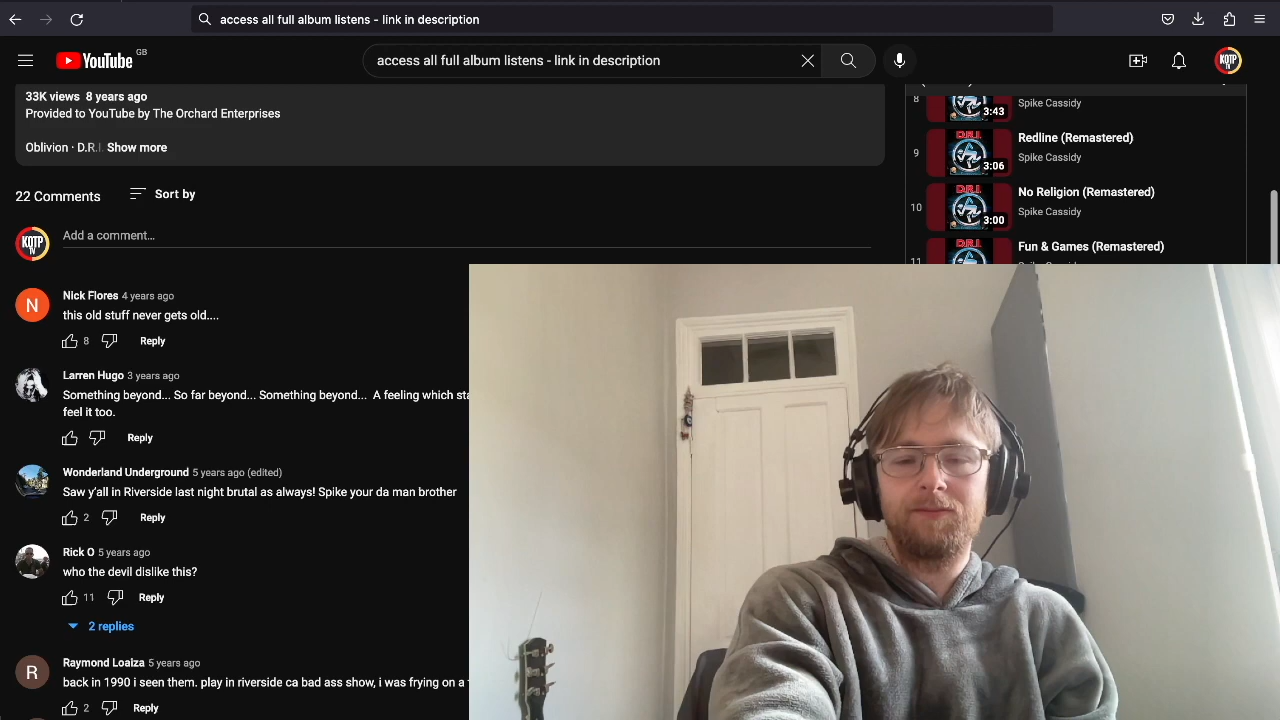 access all full album listens - link in description
YouTube GB
access all full album listens - link in description
KOTP
33K views 8 years ago
Provided to YouTube by The Orchard Enterprises
Oblivion · D.R.I. Show more
22 Comments
Sort by
KOTP
TV
Add a comment...
Nick Flores 4 years ago
this old stuff never gets old....
8 Reply
Larren Hugo 3 years ago
Something beyond... So far beyond... Something beyond... A feeling which
feel it too.
Reply
Wonderland Underground 5 years ago (edited)
Saw y'all in Riverside last night brutal as always! Spike your da man brother
2 Reply
Rick O 5 years ago
who the devil dislike this?
11 Reply
2 replies
R
Raymond Loaiza 5 years ago
back in 1990 i seen them. play in riverside ca bad ass show, i was frying on a
2 Reply
N
8
3:43
Spike Cassidy
9
D.R.I.
3:06
Redline (Remastered)
Spike Cassidy
10
D.R.I.
3:00
No Religion (Remastered)
Spike Cassidy
11
D.R.I.
Fun & Games (Remastered)